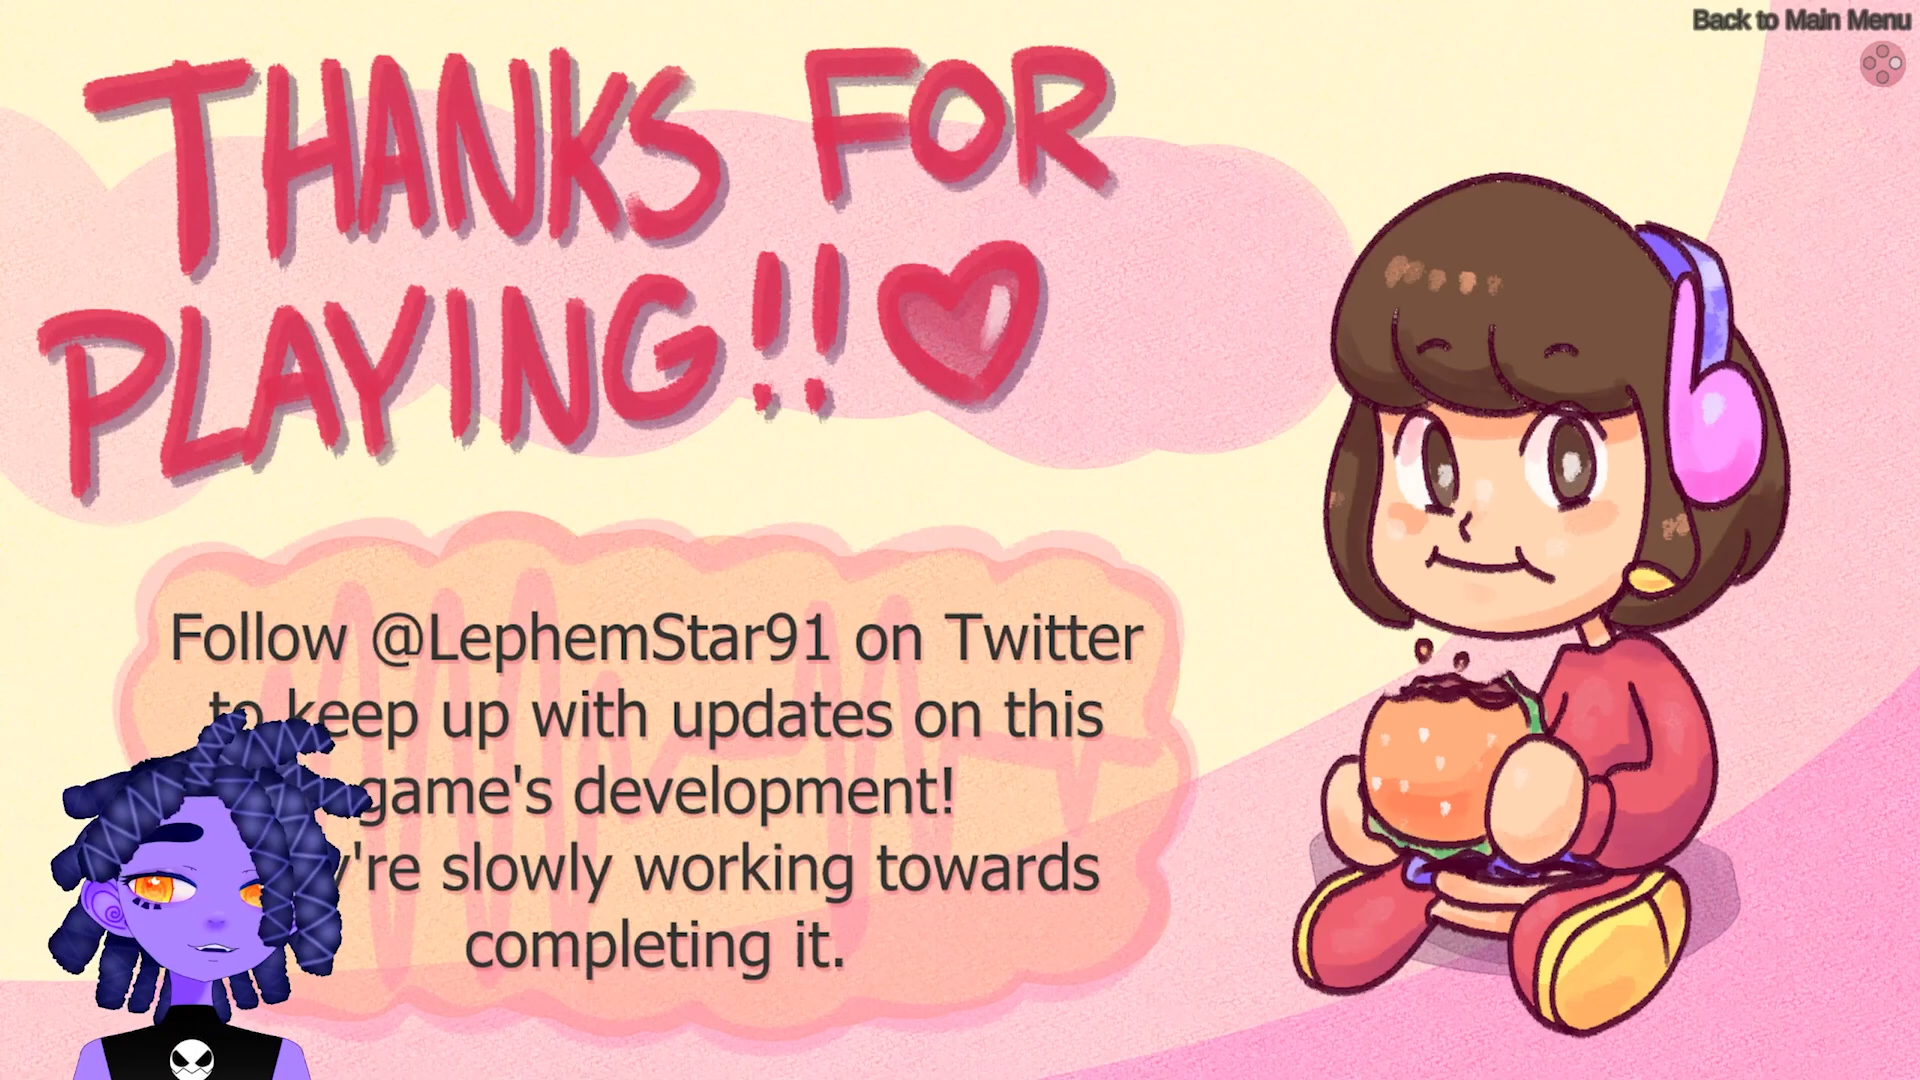 Back to Main Menu
THANKS FOR
PLAYING!!
Follow @LephemStar91 on Twitter
to keep up with updates on this
game's development!
slowly working towards
completing it.